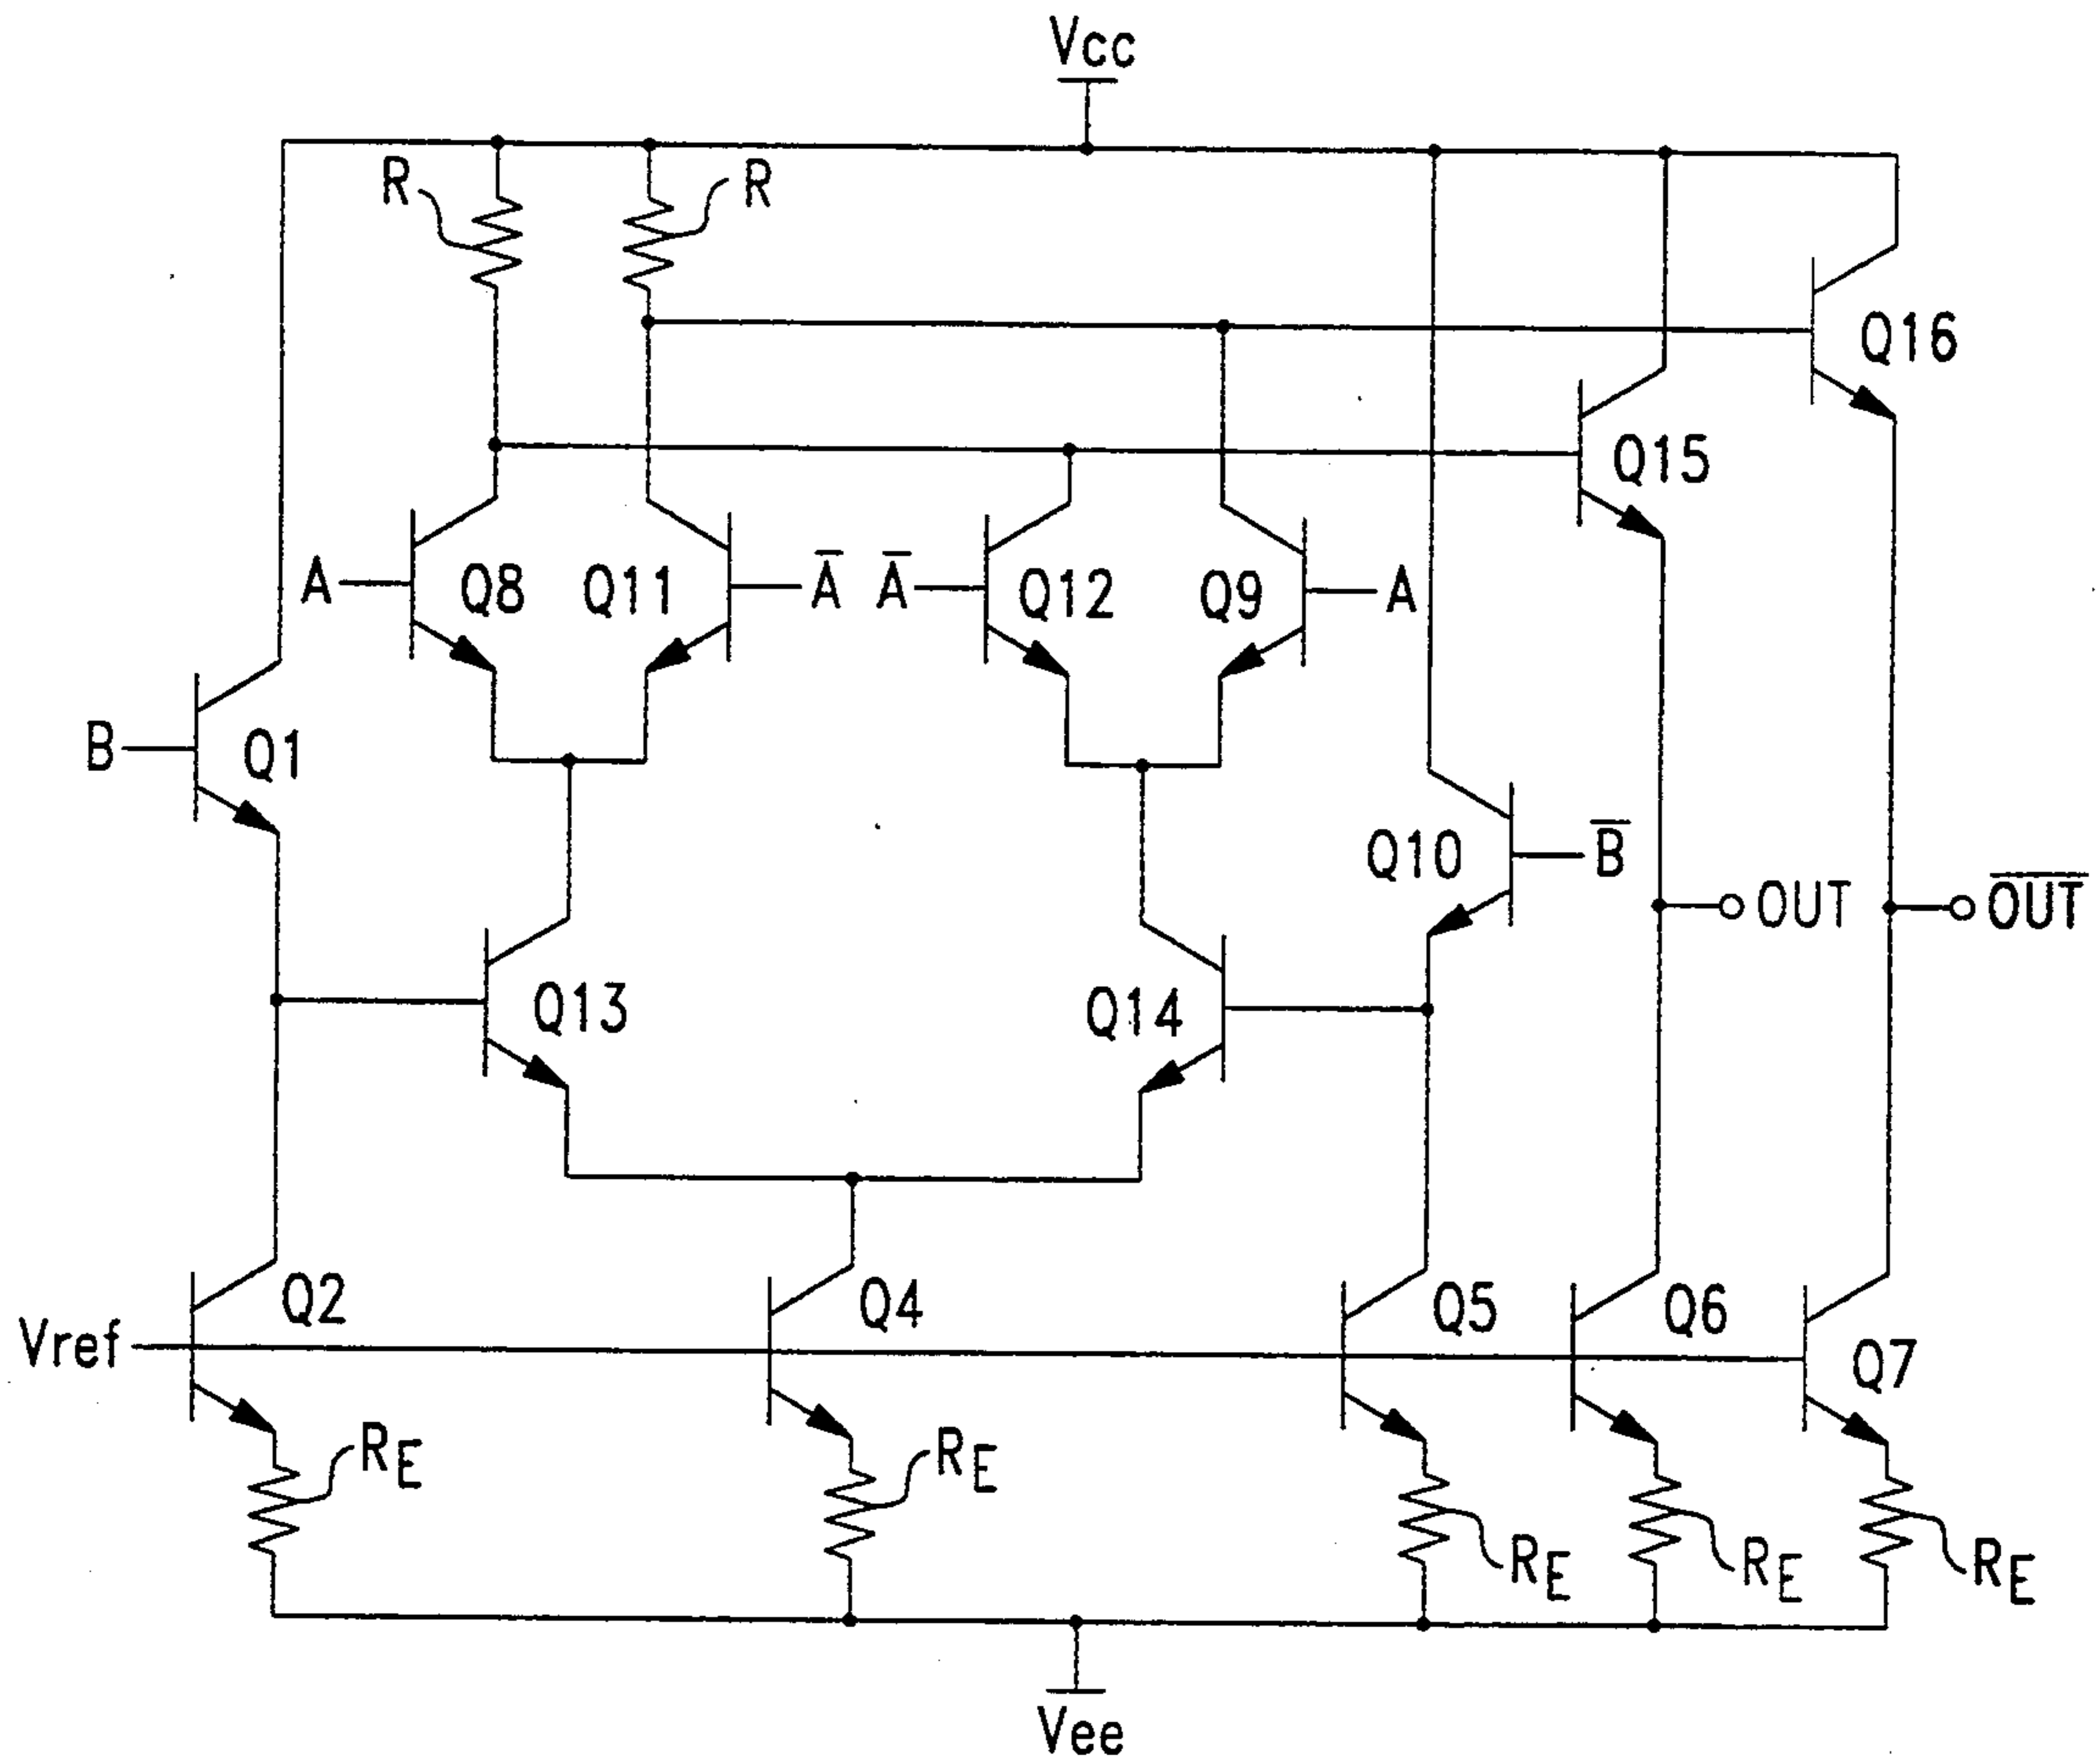 Vcc
R
R
Q16
Q15
A
Q8
Q11
A̅
A̅
Q12
Q9
A
B
Q1
Q10
B̅
OUT
O̅U̅T̅
Q13
Q14
Q2
Q4
Q5
Q6
Q7
Vref
RE
RE
RE
RE
RE
Vee